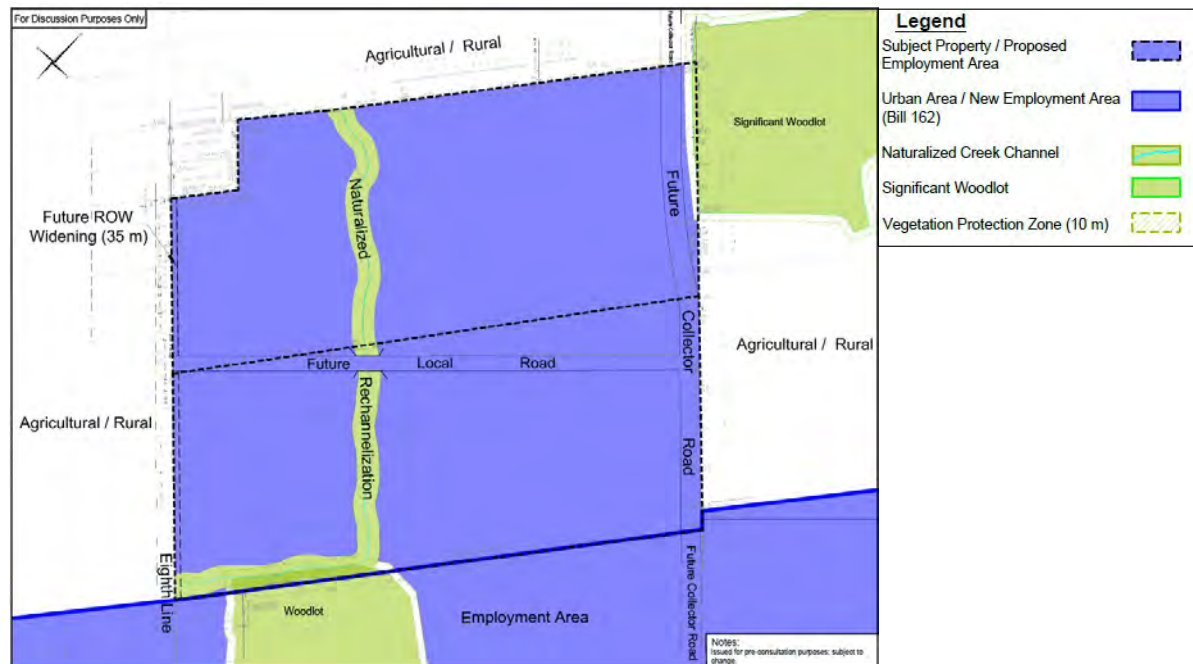 For Discussion Purposes Only
Agricultural / Rural
Future Collector Road
Significant Woodlot
Future ROW
Widening (35 m)
Naturalized
Future
Collector
Road
Agricultural / Rural
Future Local Road
Rechannelization
Agricultural / Rural
Eighth Line
Woodlot
Employment Area
Future Collector Road
Notes:
Issued for pre-consultation purposes; subject to
change.
Legend
Subject Property / Proposed
Employment Area
Urban Area / New Employment Area
(Bill 162)
Naturalized Creek Channel
Significant Woodlot
Vegetation Protection Zone (10 m)